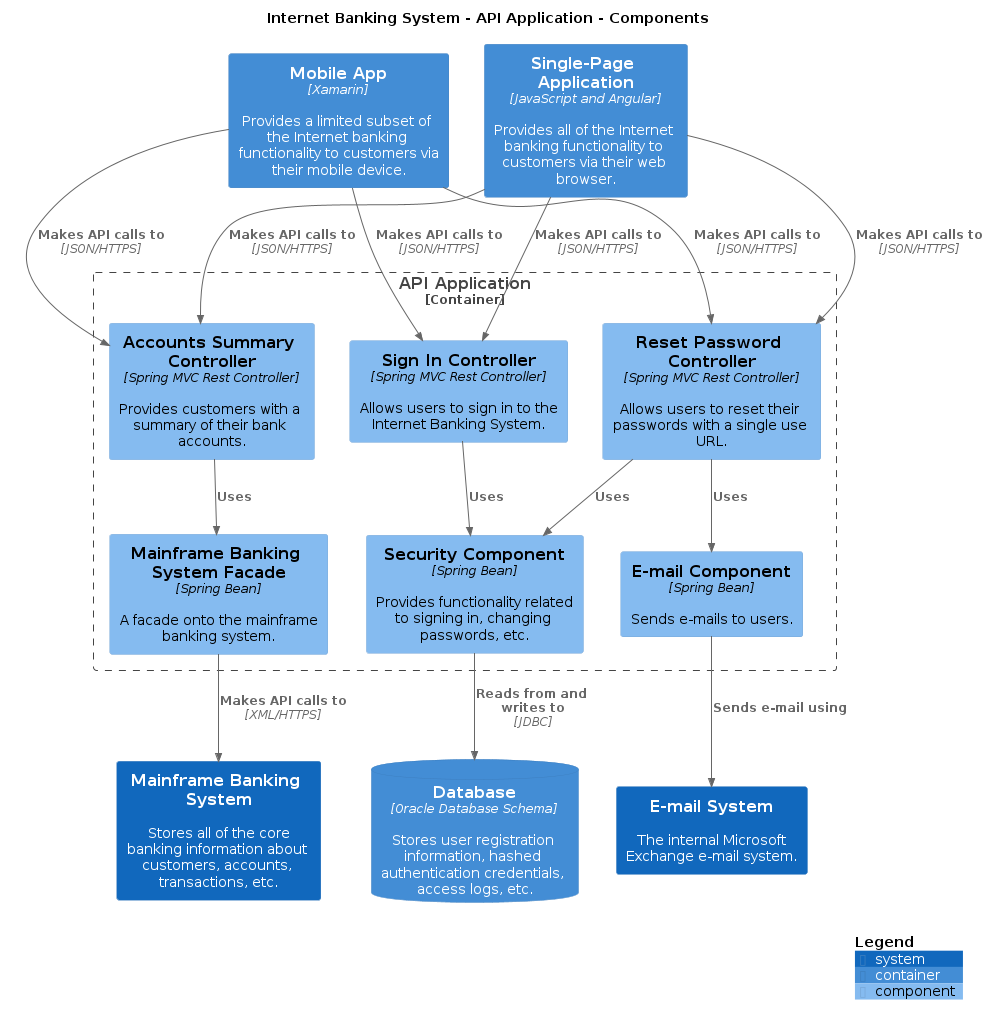 Internet Banking System - API Application - Components
Mobile App
[Xamarin]
Provides a limited subset of
the Internet banking
functionality to customers via
their mobile device.
Single-Page
Application
[JavaScript and Angular]
Provides all of the Internet
banking functionality to
customers via their web
browser.
Makes API calls to
[JSON/HTTPS]
Makes API calls to
[JSON/HTTPS]
Makes API calls to
[JSON/HTTPS]
Makes API calls to
[JSON/HTTPS]
Makes API calls to
[JSON/HTTPS]
Makes API calls to
[JSON/HTTPS]
API Application
[Container]
Accounts Summary
Controller
[Spring MVC Rest Controller]
Provides customers with a
summary of their bank
accounts.
Sign In Controller
[Spring MVC Rest Controller]
Allows users to sign in to the
Internet Banking System.
Reset Password
Controller
[Spring MVC Rest Controller]
Allows users to reset their
passwords with a single use
URL.
Uses
Uses
Uses
Uses
Mainframe Banking
System Facade
[Spring Bean]
A facade onto the mainframe
banking system.
Security Component
[Spring Bean]
Provides functionality related
to signing in, changing
passwords, etc.
E-mail Component
[Spring Bean]
Sends e-mails to users.
Makes API calls to
[XML/HTTPS]
Reads from and
writes to
[JDBC]
Sends e-mail using
Mainframe Banking
System
Stores all of the core
banking information about
customers, accounts,
transactions, etc.
Database
[Oracle Database Schema]
Stores user registration
information, hashed
authentication credentials,
access logs, etc.
E-mail System
The internal Microsoft
Exchange e-mail system.
Legend
system
container
component